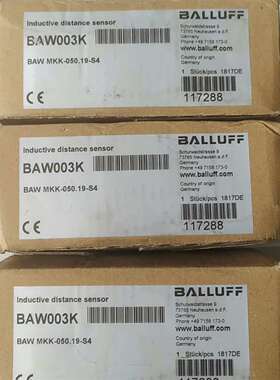 Inductive distance sensor
BAW003K
BAW MKK-050.19-S4
BALLUFF
Schurwaldstrasse 9
73765 Neuhausen a.d.F.
Germany
Phone +49 7158 173-0
www.balluff.com
Country of origin
Germany
1 Stück/pcs 1817DE
117288
Inductive distance sensor
BAW003K
BAW MKK-050.19-S4
BALLUFF
Schurwaldstrasse 9
73765 Neuhausen a.d.F.
Germany
Phone +49 7158 173-0
www.balluff.com
Country of origin
Germany
1 Stück/pcs 1817DE
117288
Inductive distance sensor
BAW003K
BAW MKK-050.19-S4
BALLUFF
Schurwaldstrasse 9
73765 Neuhausen a.d.F.
Germany
Phone +49 7158 173-0
www.balluff.com
Country of origin
Germany
1 Stück/pcs 1817DE